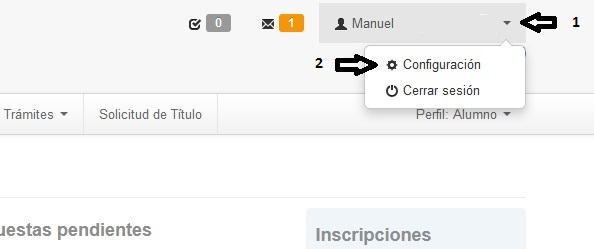 0 1 Manuel 1
2 Configuración
Cerrar sesión
Trámites Solicitud de Título Perfil: Alumno
uestas pendientes
Inscripciones